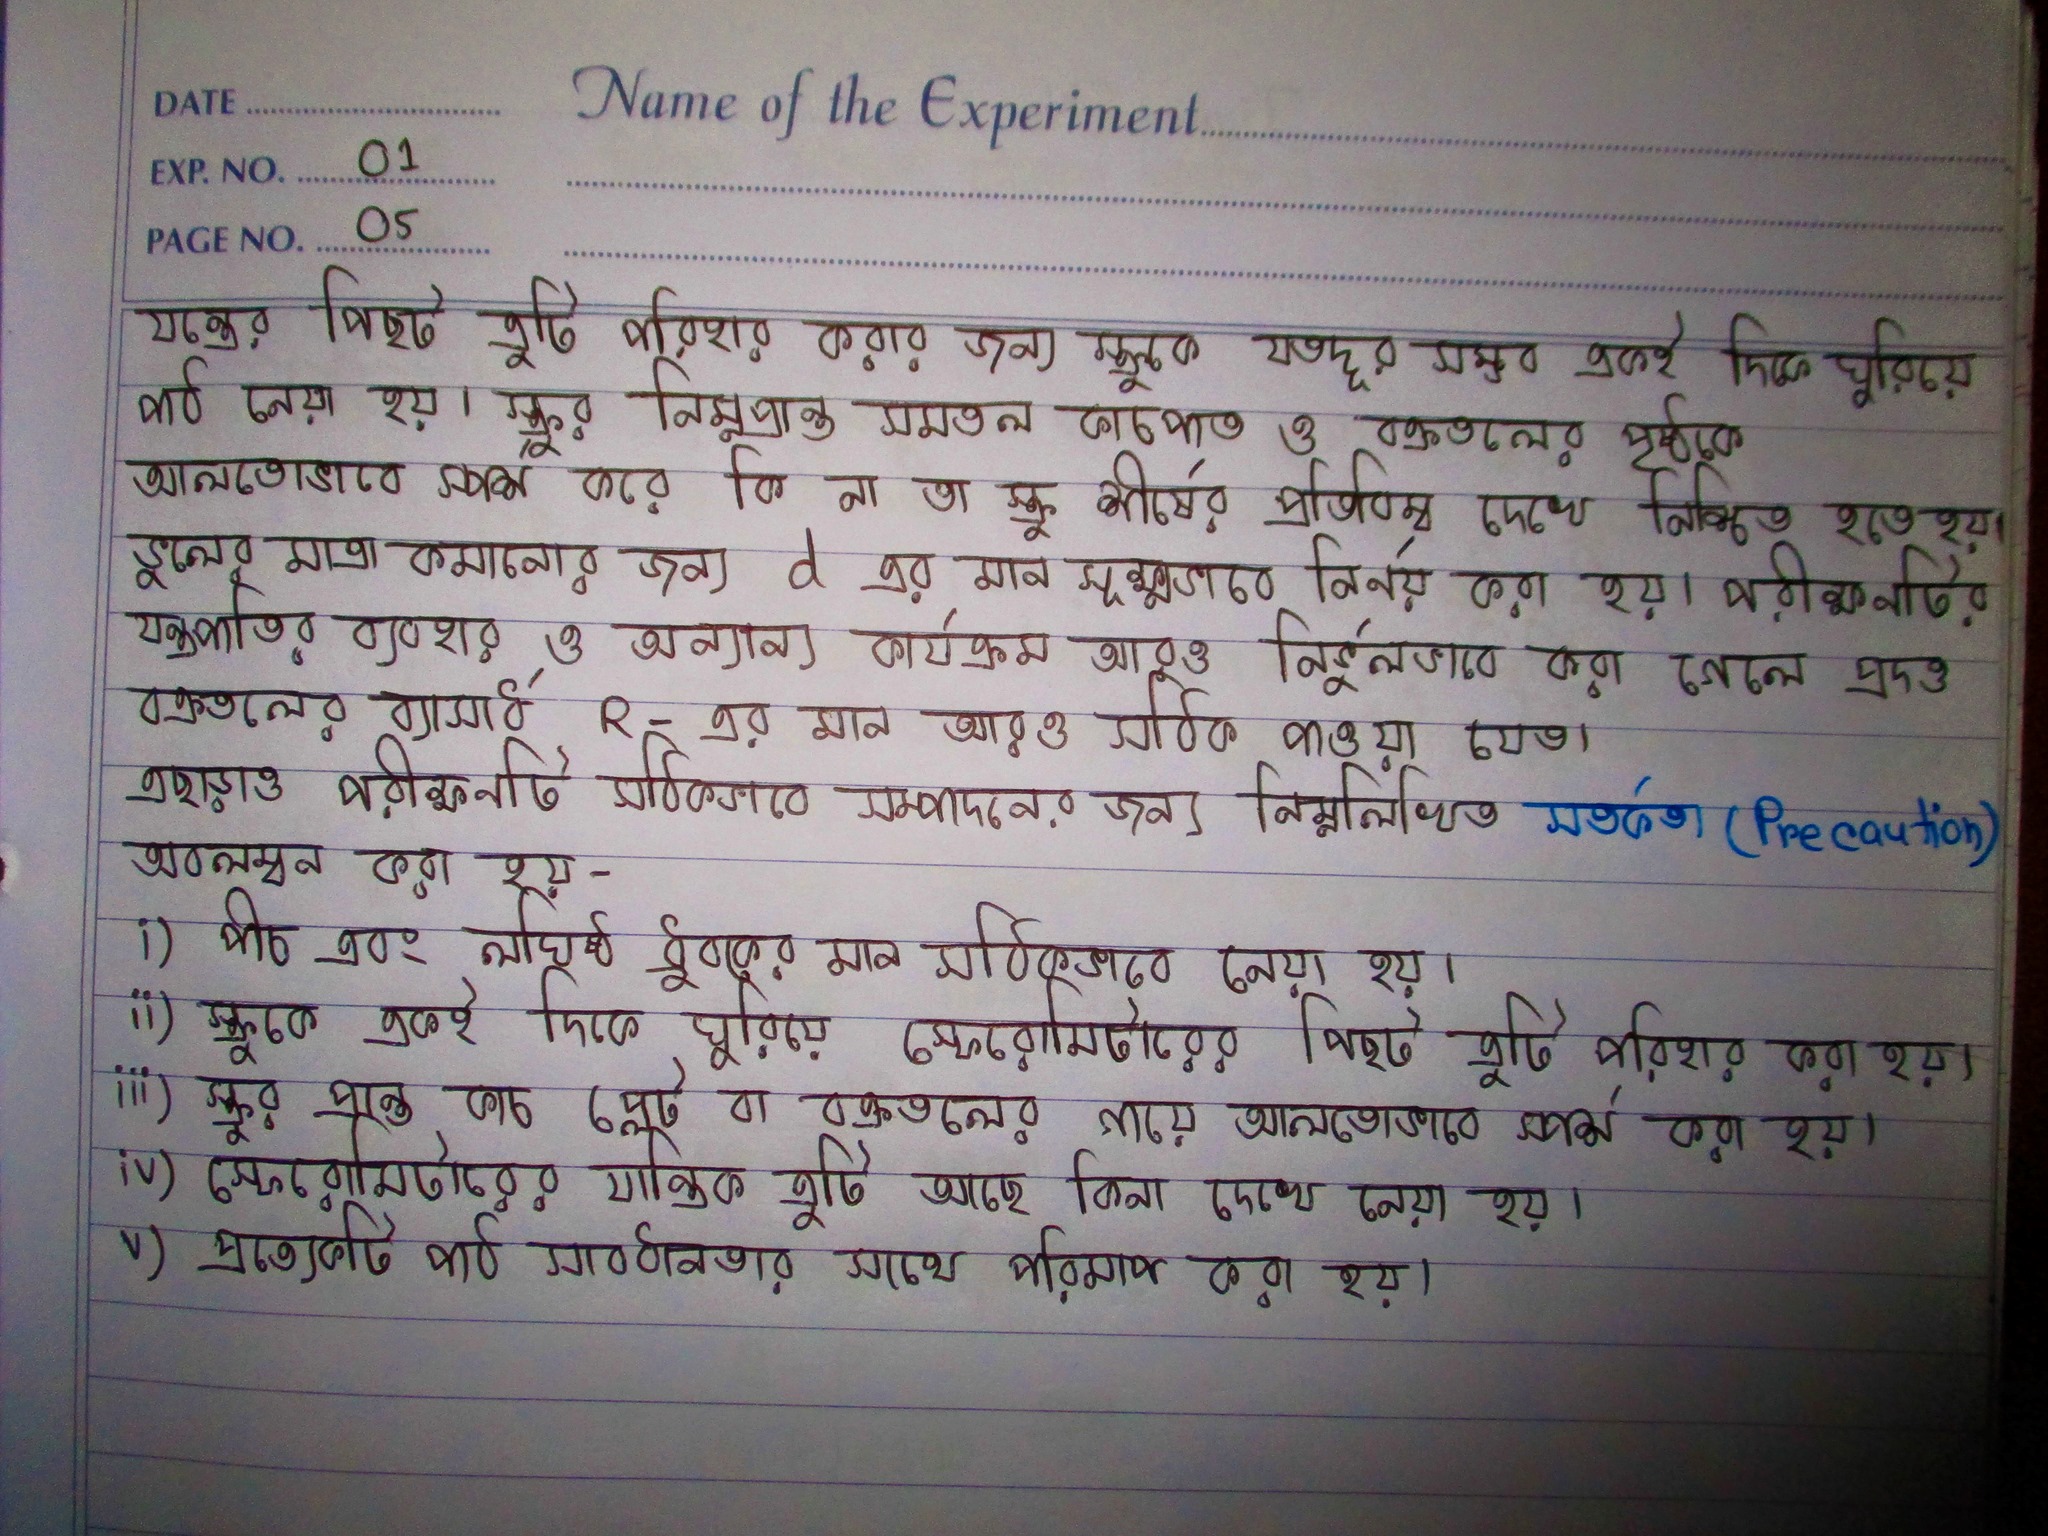 DATE
Name of the Experiment
EXP. NO. 01
PAGE NO. 05
যন্ত্রের পিছট ত্রুটি পরিহার করার জন্য স্ক্রুকে যতদূর সম্ভব একই দিকে ঘুরিয়ে
পাঠ নেয়া হয়। স্ক্রুর নিম্নপ্রান্ত সমতল কাচপাত ও বক্রতলের পৃষ্ঠকে
আলতোভাবে স্পর্শ করে কি না তা স্ক্রু শীর্ষের প্রতিবিম্ব দেখে নিশ্চিত হতে হয়।
ভুলের মাত্রা কমানোর জন্য d এর মান সূক্ষ্মভাবে নির্ণয় করা হয়। পরীক্ষনটির
যন্ত্রপাতির ব্যবহার ও অন্যান্য কার্যক্রম আরও নির্ভুলভাবে করা গেলে প্রদত্ত
বক্রতলের ব্যাসার্ধ R- এর মান আরও সঠিক পাওয়া যেত।
এছাড়াও পরীক্ষনটি সঠিকভাবে সম্পাদনের জন্য নিম্নলিখিত সতর্কতা (Precaution)
অবলম্বন করা হয়-
i) পীচ এবং লঘিষ্ঠ ধ্রুবকের মান সঠিকভাবে নেয়া হয়।
ii) স্ক্রুকে একই দিকে ঘুরিয়ে স্ফেরোমিটারের পিছট ত্রুটি পরিহার করা হয়।
iii) স্ক্রুর প্রান্ত কাচ প্লেট বা বক্রতলের গায়ে আলতোভাবে স্পর্শ করা হয়।
iv) স্ফেরোমিটারের যান্ত্রিক ত্রুটি আছে কিনা দেখে নেয়া হয়।
v) প্রত্যেকটি পাঠ সাবধানতার সাথে পরিমাপ করা হয়।